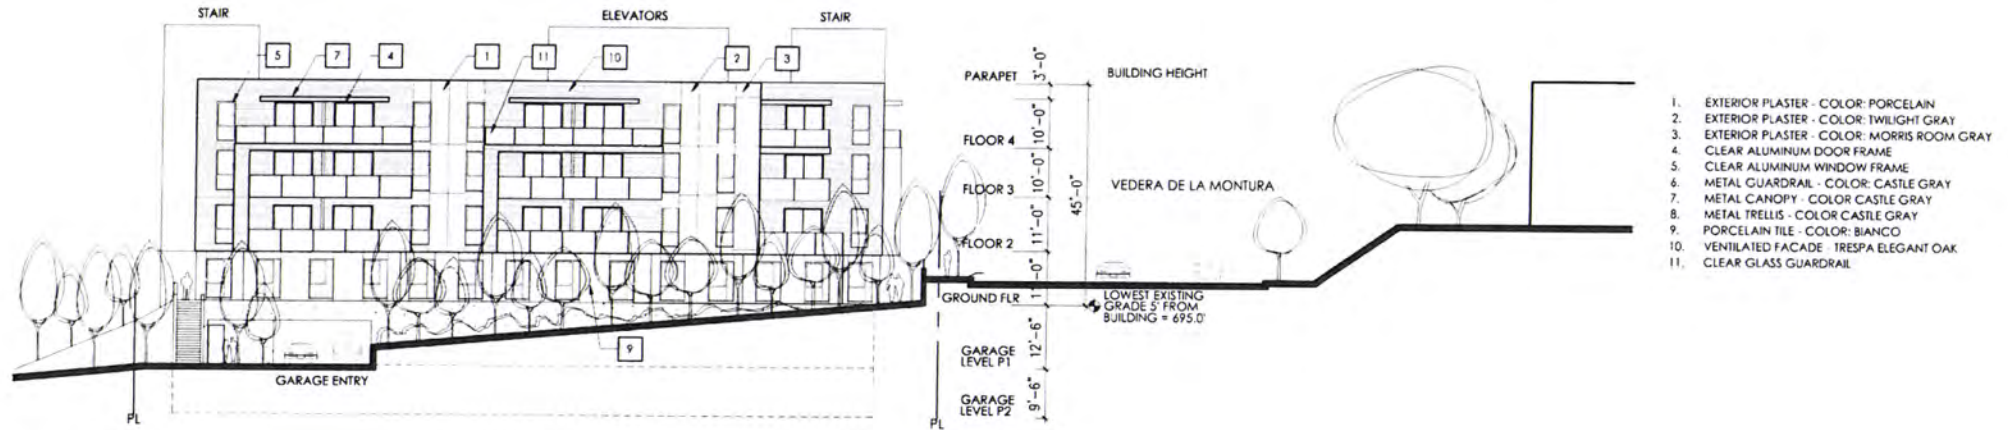 STAIR
ELEVATORS
STAIR
5
7
4
1
11
10
2
3
PARAPET
3'-0"
BUILDING HEIGHT
FLOOR 4
10'-0"
FLOOR 3
10'-0"
VEDERA DE LA MONTURA
45'-0"
FLOOR 2
11'-0"
GROUND FLR
11'-0"
LOWEST EXISTING
GRADE 5' FROM
BUILDING = 695.0'
9
GARAGE
LEVEL P1
12'-6"
GARAGE ENTRY
GARAGE
LEVEL P2
9'-6"
PL
PL
1. EXTERIOR PLASTER - COLOR: PORCELAIN
2. EXTERIOR PLASTER - COLOR: TWILIGHT GRAY
3. EXTERIOR PLASTER - COLOR: MORRIS ROOM GRAY
4. CLEAR ALUMINUM DOOR FRAME
5. CLEAR ALUMINUM WINDOW FRAME
6. METAL GUARDRAIL - COLOR: CASTLE GRAY
7. METAL CANOPY - COLOR CASTLE GRAY
8. METAL TRELLIS - COLOR CASTLE GRAY
9. PORCELAIN TILE - COLOR: BIANCO
10. VENTILATED FACADE - TRESPA ELEGANT OAK
11. CLEAR GLASS GUARDRAIL